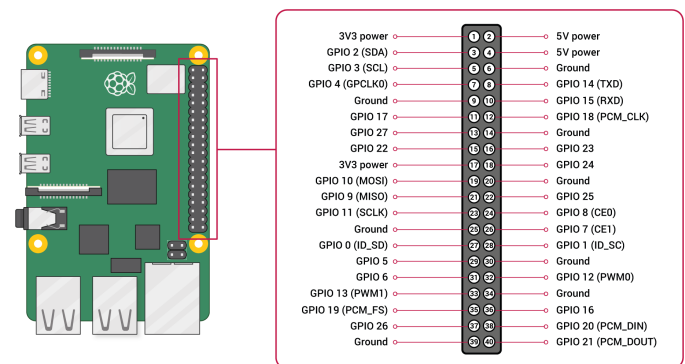 3V3 power 1 2 5V power
GPIO 2 (SDA) 3 4 5V power
GPIO 3 (SCL) 5 6 Ground
GPIO 4 (GPCLK0) 7 8 GPIO 14 (TXD)
Ground 9 10 GPIO 15 (RXD)
GPIO 17 11 12 GPIO 18 (PCM_CLK)
GPIO 27 13 14 Ground
GPIO 22 15 16 GPIO 23
3V3 power 17 18 GPIO 24
GPIO 10 (MOSI) 19 20 Ground
GPIO 9 (MISO) 21 22 GPIO 25
GPIO 11 (SCLK) 23 24 GPIO 8 (CE0)
Ground 25 26 GPIO 7 (CE1)
GPIO 0 (ID_SD) 27 28 GPIO 1 (ID_SC)
GPIO 5 29 30 Ground
GPIO 6 31 32 GPIO 12 (PWM0)
GPIO 13 (PWM1) 33 34 Ground
GPIO 19 (PCM_FS) 35 36 GPIO 16
GPIO 26 37 38 GPIO 20 (PCM_DIN)
Ground 39 40 GPIO 21 (PCM_DOUT)